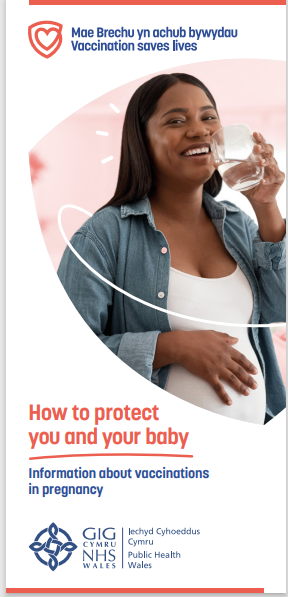 Mae Brechu yn achub bywydau
Vaccination saves lives
How to protect
you and your baby
Information about vaccinations
in pregnancy
GIG
CYMRU
NHS
WALES
Iechyd Cyhoeddus
Cymru
Public Health
Wales